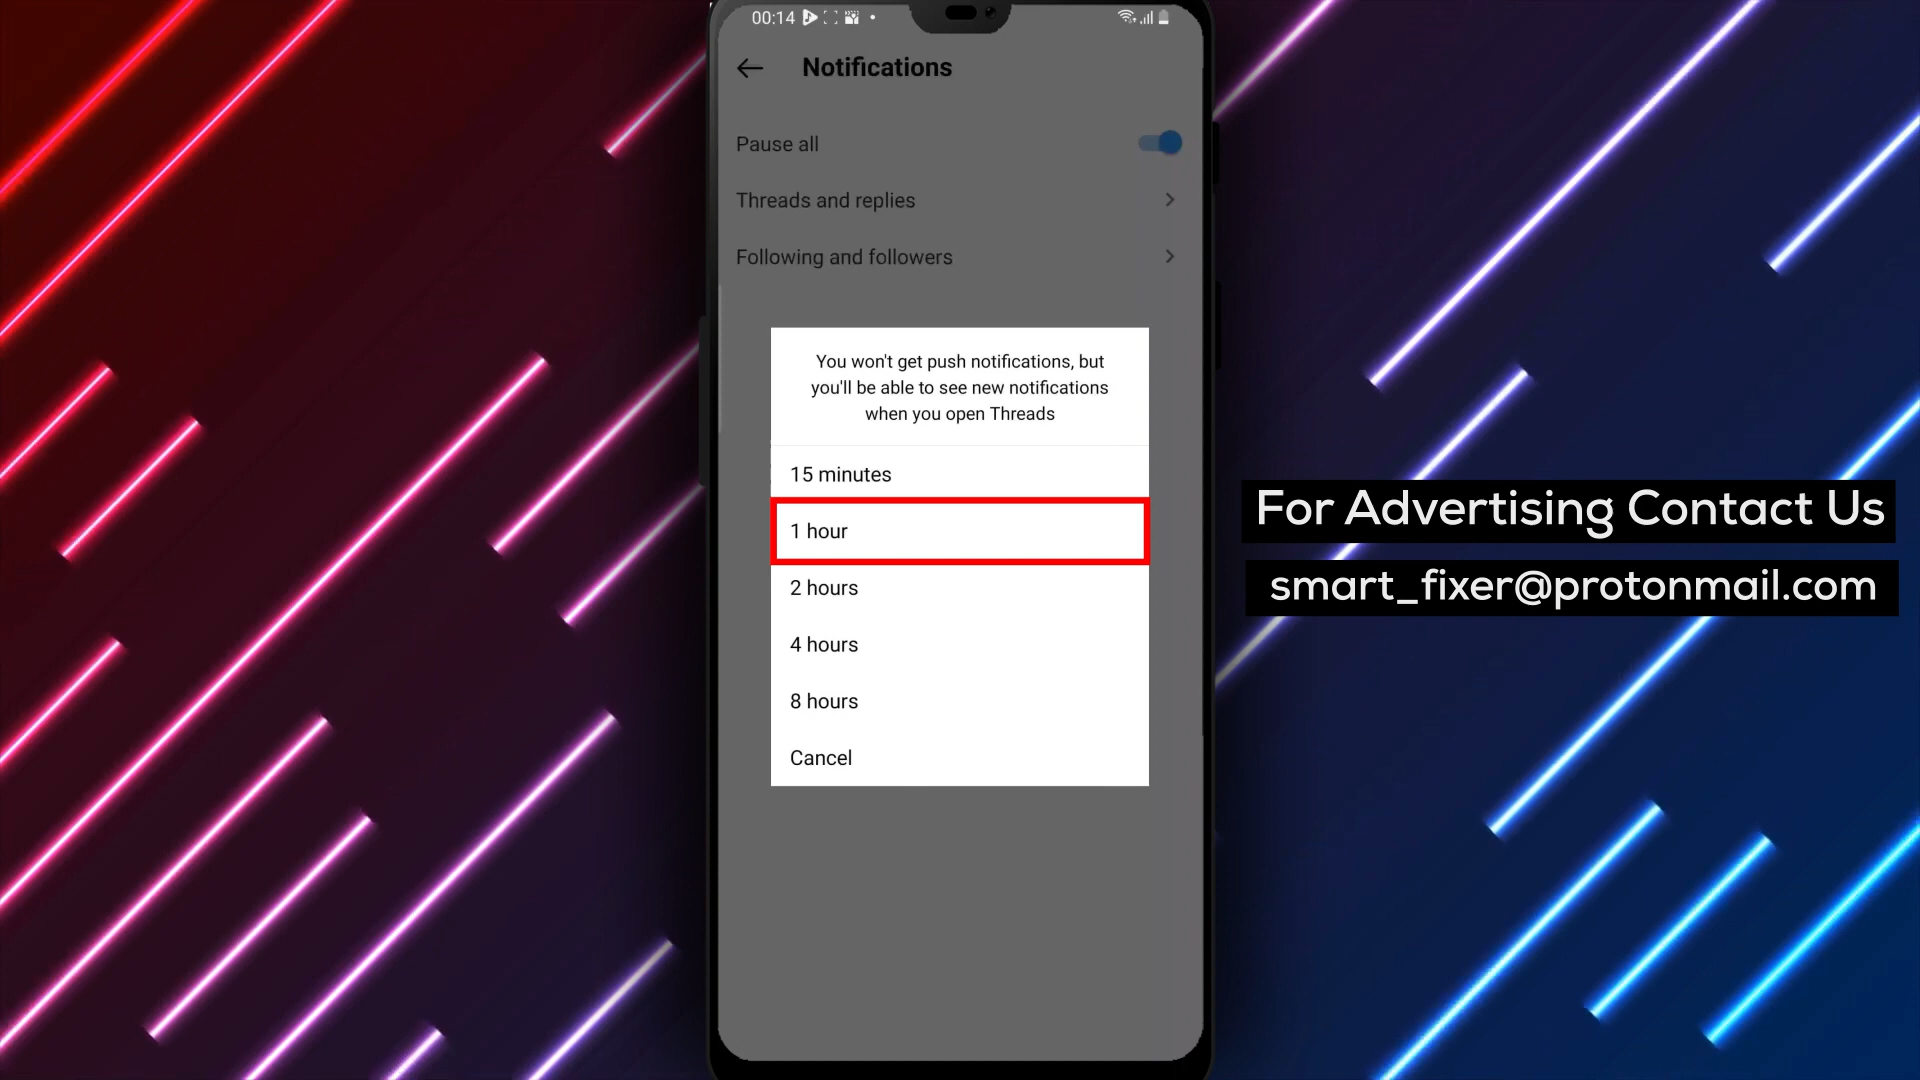 00:14
Notifications
Pause all
Threads and replies
Following and followers
You won't get push notifications, but
you'll be able to see new notifications
when you open Threads
15 minutes
1 hour
2 hours
4 hours
8 hours
Cancel
For Advertising Contact Us
smart_fixer@protonmail.com